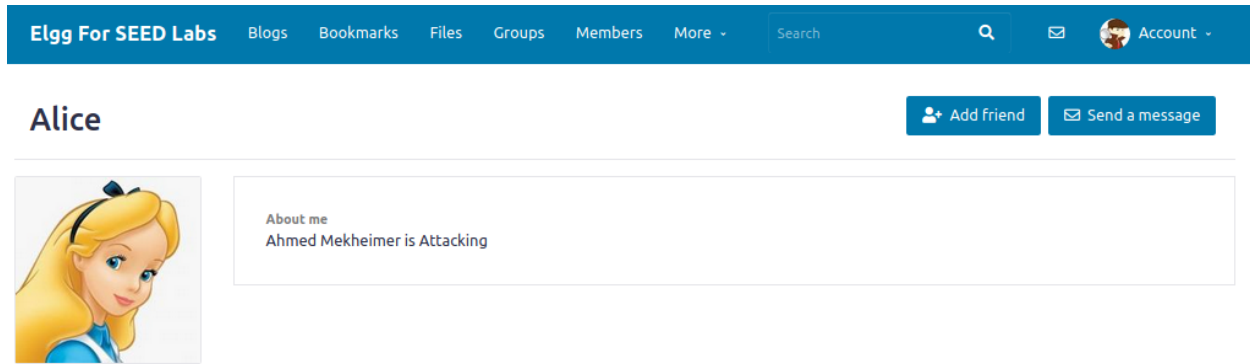 Elgg For SEED Labs Blogs Bookmarks Files Groups Members More Search Account
Alice
Add friend Send a message
About me
Ahmed Mekheimer is Attacking